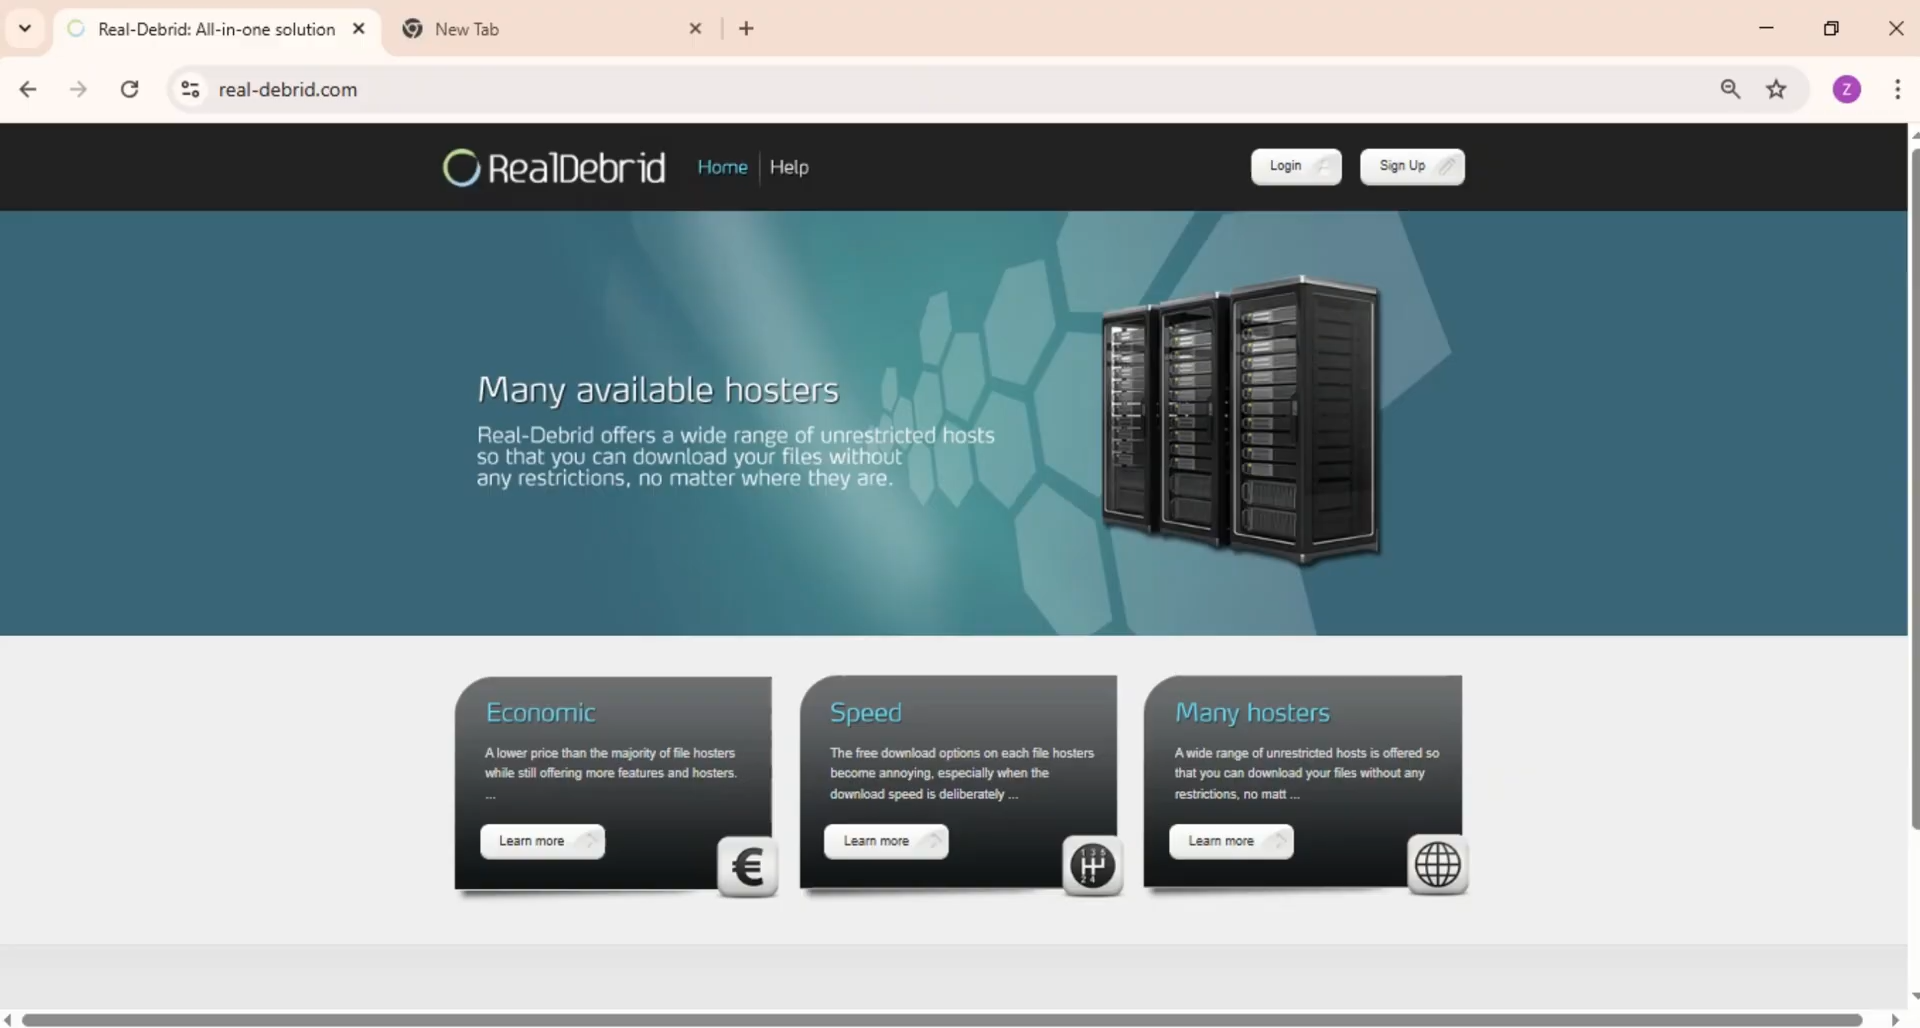 Real-Debrid: All-in-one solution
New Tab
real-debrid.com
Z
RealDebrid
Home
Help
Login
Sign Up
Many available hosters
Real-Debrid offers a wide range of unrestricted hosts
so that you can download your files without
any restrictions, no matter where they are.
Economic
A lower price than the majority of file hosters
while still offering more features and hosters.
...
Learn more
€
Speed
The free download options on each file hosters
become annoying, especially when the
download speed is deliberately ...
Learn more
1 3 5
2 4
Many hosters
A wide range of unrestricted hosts is offered so
that you can download your files without any
restrictions, no matt ...
Learn more